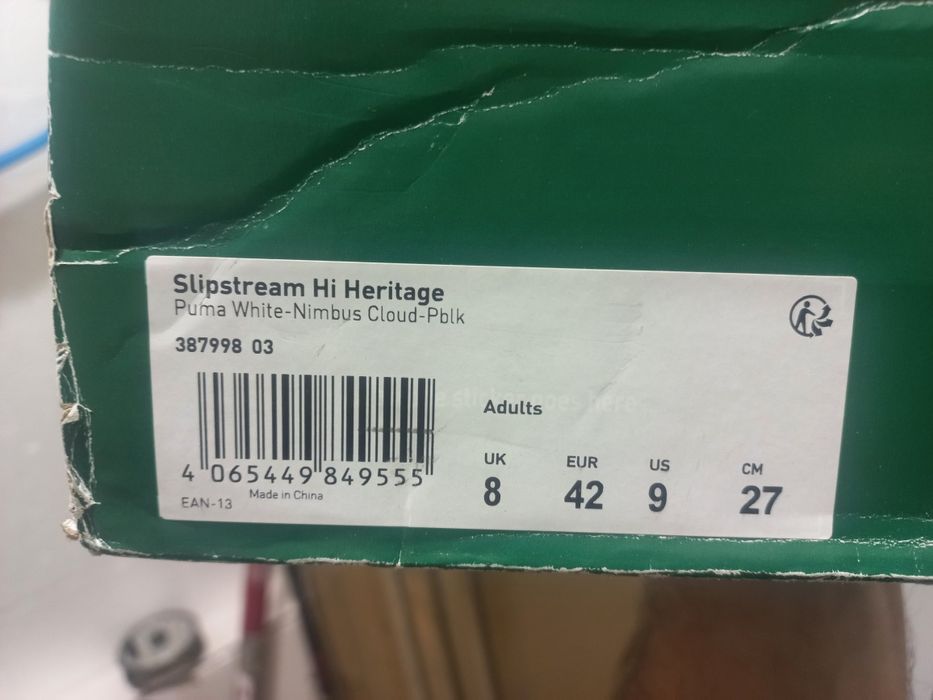 Slipstream Hi Heritage
Puma White-Nimbus Cloud-Pblk
387998 03
Adults
UK EUR US CM
8 42 9 27
4 065449 849555
Made in China
EAN-13